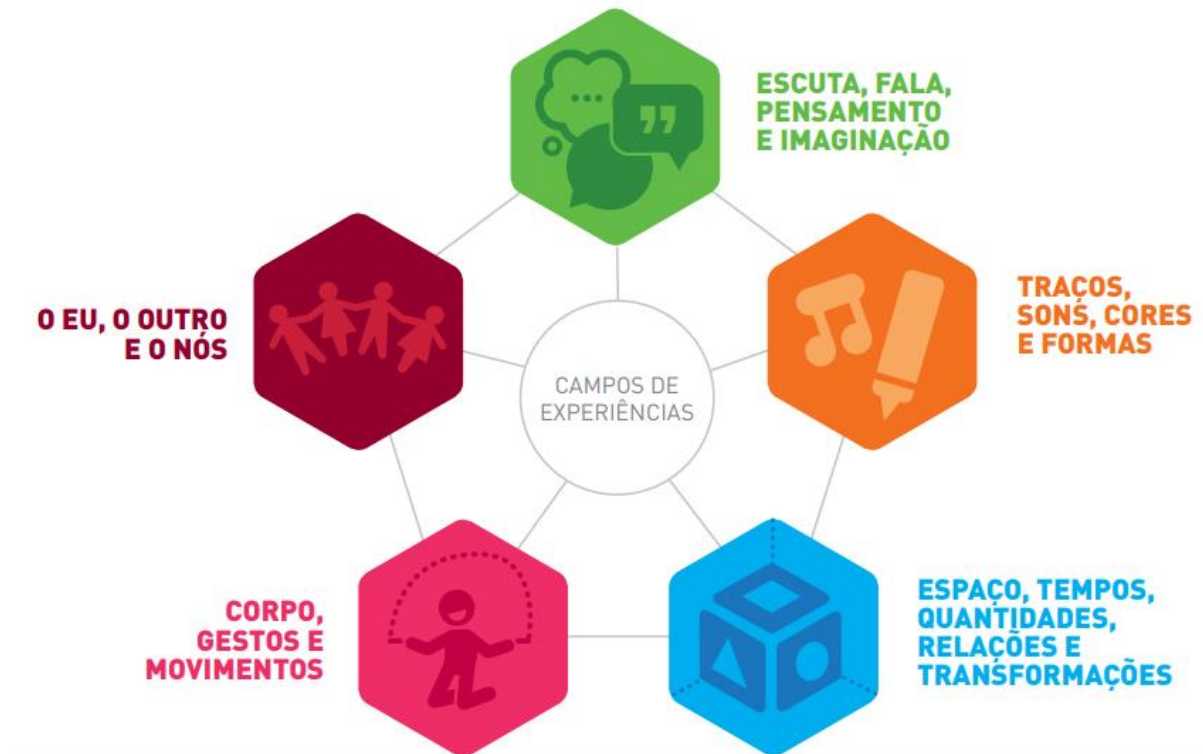 ESCUTA, FALA,
PENSAMENTO
E IMAGINAÇÃO
TRAÇOS,
SONS, CORES
E FORMAS
O EU, O OUTRO
E O NÓS
CAMPOS DE
EXPERIÊNCIAS
CORPO,
GESTOS E
MOVIMENTOS
ESPAÇO, TEMPOS,
QUANTIDADES,
RELAÇÕES E
TRANSFORMAÇÕES